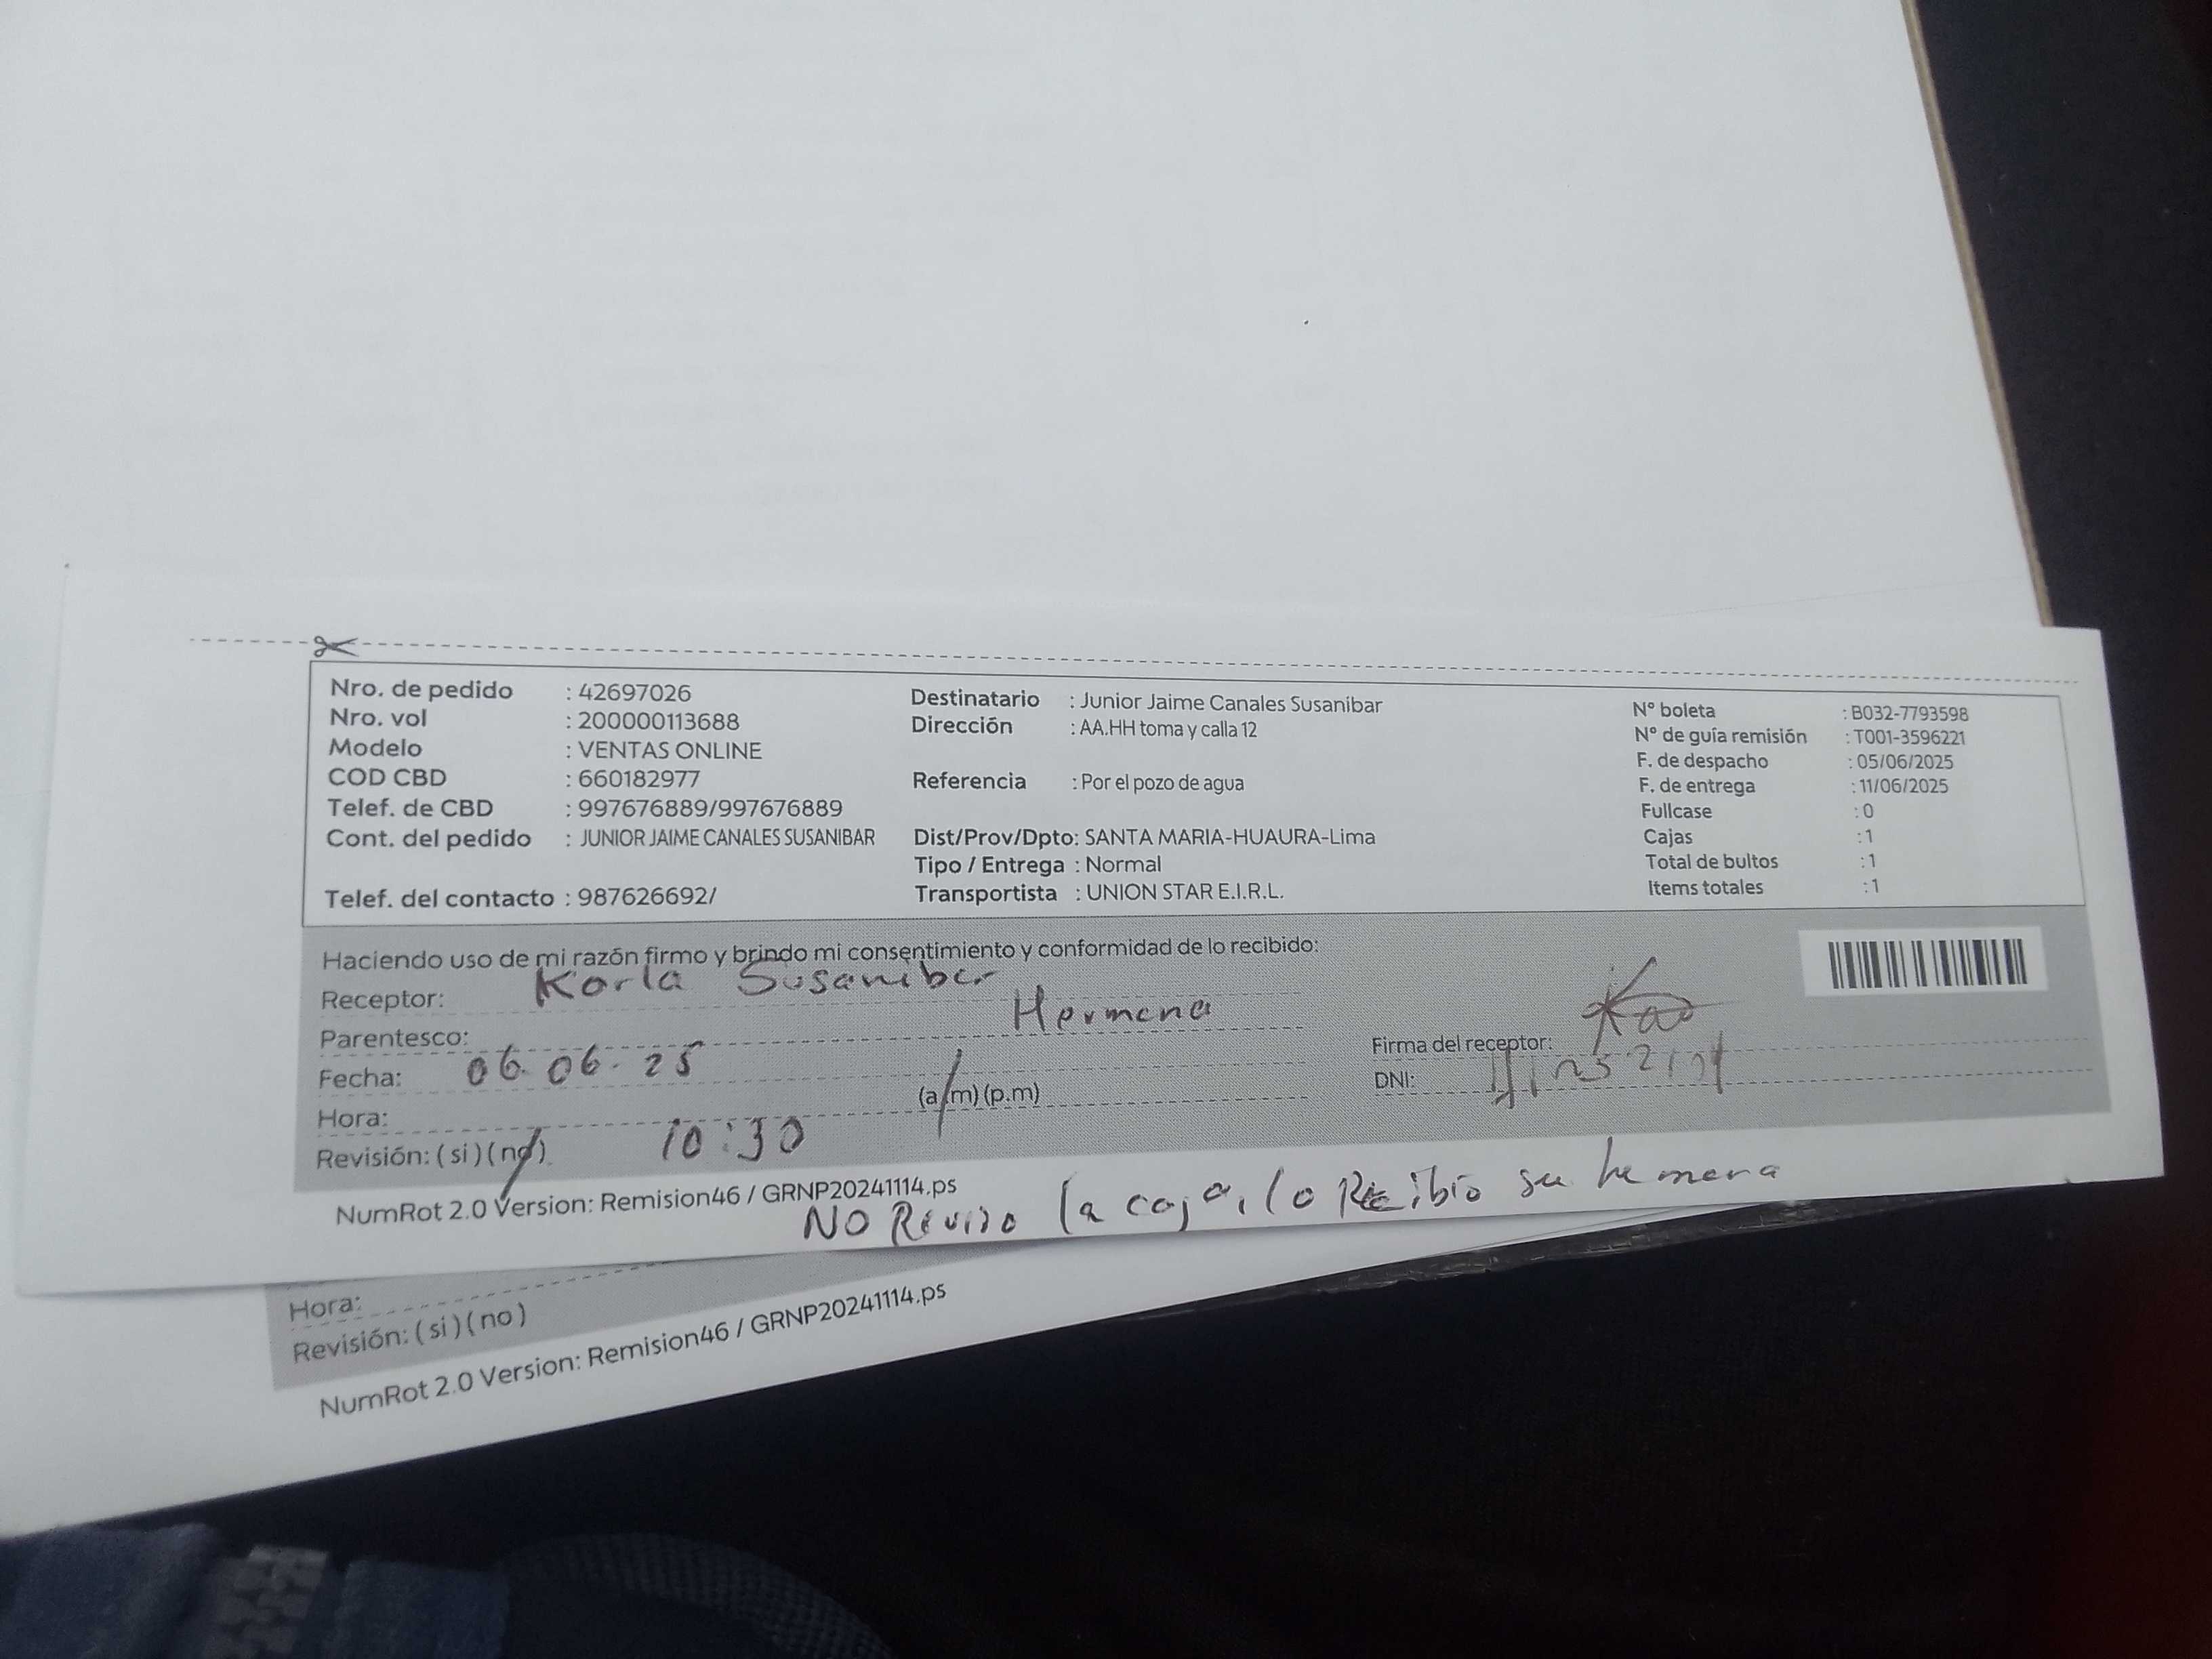 Nro. de pedido : 42697026
Nro. vol : 200000113688
Modelo : VENTAS ONLINE
COD CBD : 660182977
Telef. de CBD : 997676889/997676889
Cont. del pedido : JUNIOR JAIME CANALES SUSANIBAR
Telef. del contacto : 987626692/
Destinatario : Junior Jaime Canales Susanibar
Dirección : AA.HH toma y calla 12
Referencia : Por el pozo de agua
Dist/Prov/Dpto: SANTA MARIA-HUAURA-Lima
Tipo / Entrega : Normal
Transportista : UNION STAR E.I.R.L.
N° boleta : B032-7793598
N° de guía remisión : T001-3596221
F. de despacho : 05/06/2025
F. de entrega : 11/06/2025
Fullcase : 0
Cajas : 1
Total de bultos : 1
Items totales : 1
Haciendo uso de mi razón firmo y brindo mi consentimiento y conformidad de lo recibido:
Receptor: Karla Susanibar
Parentesco: Hermana
Fecha: 06.06.25
Hora: 10:30 (a.m) (p.m)
Revisión: ( si ) ( no )
Firma del receptor:
DNI:
NumRot 2.0 Version: Remision46 / GRNP20241114.ps
NO Reviso la caja, lo Recibio su hemana
Hora:
Revisión: ( si ) ( no )
NumRot 2.0 Version: Remision46 / GRNP20241114.ps